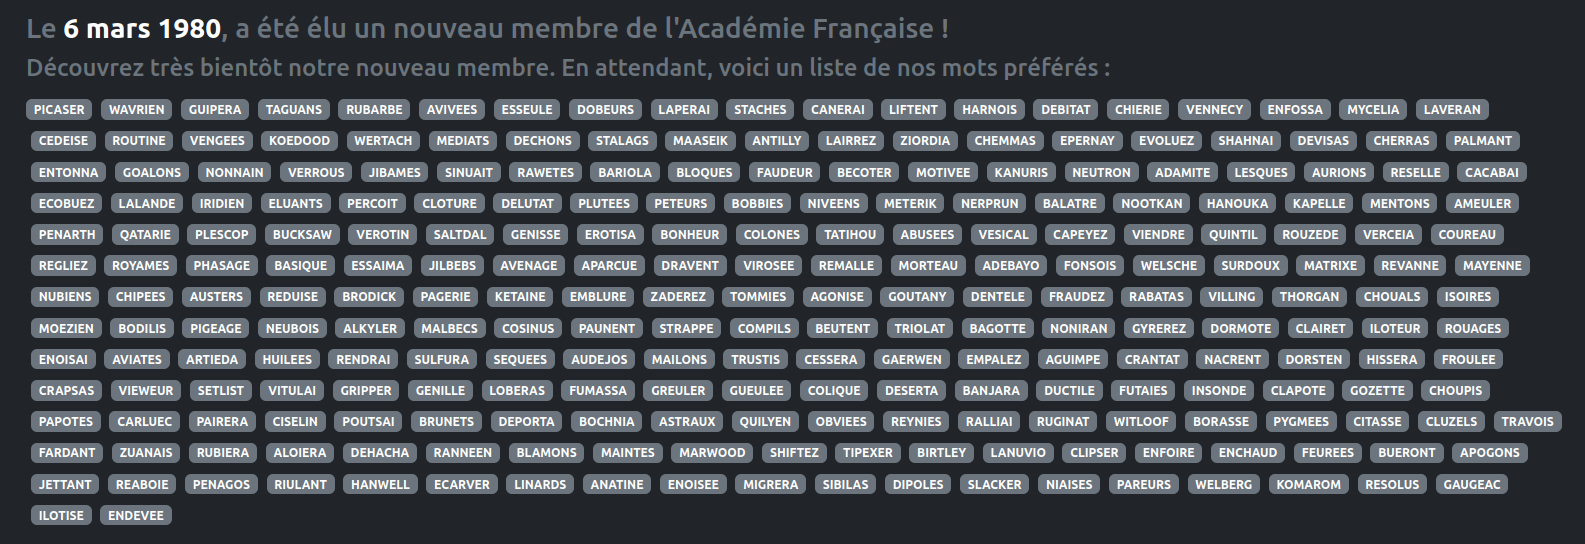 Le 6 mars 1980, a été élu un nouveau membre de l'Académie Française !
Découvrez très bientôt notre nouveau membre. En attendant, voici un liste de nos mots préférés :
PICASER WAVRIEN GUIPERA TAGUANS RUBARBE AVIVEES ESSEULE DOBEURS LAPERAI STACHES CANERAI LIFTENT HARNOIS DEBITAT CHIERIE VENNECY ENFOSSA MYCELIA LAVERAN
CEDEISE ROUTINE VENGEES KOEDOOD WERTACH MEDIATS DECHONS STALAGS MAASEIK ANTILLY LAIRREZ ZIORDIA CHEMMAS EPERNAY EVOLUEZ SHAHNAI DEVISAS CHERRAS PALMANT
ENTONNA GOALONS NONNAIN VERROUS JIBAMES SINUAIT RAWETES BARIOLA BLOQUES FAUDEUR BECOTER MOTIVEE KANURIS NEUTRON ADAMITE LESQUES AURIONS RESELLE CACABAI
ECOBUEZ LALANDE IRIDIEN ELUANTS PERCOIT CLOTURE DELUTAT PLUTEES PETEURS BOBBIES NIVEENS METERIK NERPRUN BALATRE NOOTKAN HANOUKA KAPELLE MENTONS AMEULER
PENARTH QATARIE PLESCOP BUCKSAW VEROTIN SALTDAL GENISSE EROTISA BONHEUR COLONES TATIHOU ABUSEES VESICAL CAPEYEZ VIENDRE QUINTIL ROUZEDE VERCEIA COUREAU
REGLIEZ ROYAMES PHASAGE BASIQUE ESSAIMA JILBEBS AVENAGE APARCUE DRAVENT VIROSEE REMALLE MORTEAU ADEBAYO FONSOIS WELSCHE SURDOUX MATRIXE REVANNE MAYENNE
NUBIENS CHIPEES AUSTERS REDUISE BRODICK PAGERIE KETAINE EMBLURE ZADEREZ TOMMIES AGONISE GOUTANY DENTELE FRAUDEZ RABATAS VILLING THORGAN CHOUALS ISOIRES
MOEZIEN BODILIS PIGEAGE NEUBOIS ALKYLER MALBECS COSINUS PAUNENT STRAPPE COMPILS BEUTENT TRIOLAT BAGOTTE NONIRAN GYREREZ DORMOTE CLAIRET ILOTEUR ROUAGES
ENOISAI AVIATES ARTIEDA HUILEES RENDRAI SULFURA SEQUEES AUDEJOS MAILONS TRUSTIS CESSERA GAERWEN EMPALEZ AGUIMPE CRANTAT NACRENT DORSTEN HISSERA FROULEE
CRAPSAS VIEWEUR SETLIST VITULAI GRIPPER GENILLE LOBERAS FUMASSA GREULER GUEULEE COLIQUE DESERTA BANJARA DUCTILE FUTAIES INSONDE CLAPOTE GOZETTE CHOUPIS
PAPOTES CARLUEC PAIRERA CISELIN POUTSAI BRUNETS DEPORTA BOCHNIA ASTRAUX QUILYEN OBVIEES REYNIES RALLIAI RUGINAT WITLOOF BORASSE PYGMEES CITASSE CLUZELS TRAVOIS
FARDANT ZUANAIS RUBIERA ALOIERA DEHACHA RANNEEN BLAMONS MAINTES MARWOOD SHIFTEZ TIPEXER BIRTLEY LANUVIO CLIPSER ENFOIRE ENCHAUD FEUREES BUERONT APOGONS
JETTANT REABOIE PENAGOS RIULANT HANWELL ECARVER LINARDS ANATINE ENOISEE MIGRERA SIBILAS DIPOLES SLACKER NIAISES PAREURS WELBERG KOMAROM RESOLUS GAUGEAC
ILOTISE ENDEVEE